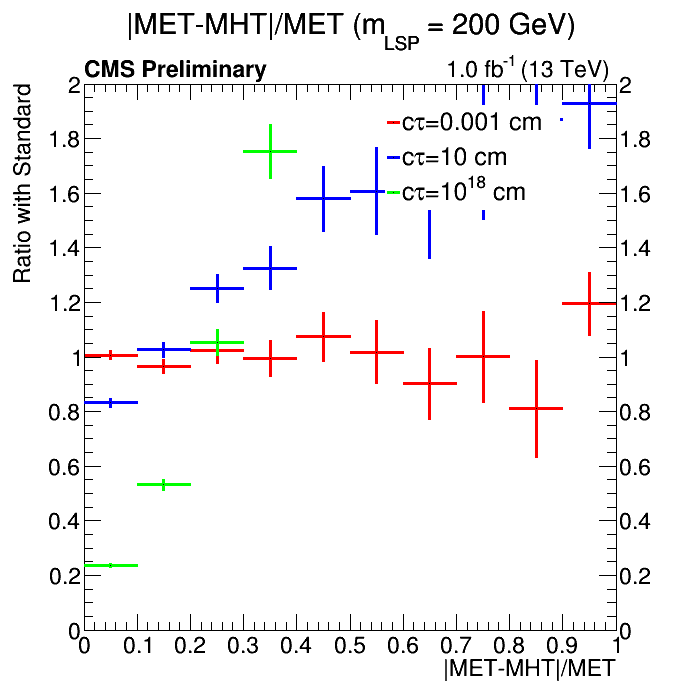 |MET-MHT|/MET (m_LSP = 200 GeV)
CMS Preliminary
1.0 fb⁻¹ (13 TeV)
Ratio with Standard
cτ=0.001 cm
cτ=10 cm
cτ=10¹⁸ cm
2
1.8
1.6
1.4
1.2
1
0.8
0.6
0.4
0.2
0
2
1.8
1.6
1.4
1.2
1
0.8
0.6
0.4
0.2
0
0 0.1 0.2 0.3 0.4 0.5 0.6 0.7 0.8 0.9 1
|MET-MHT|/MET